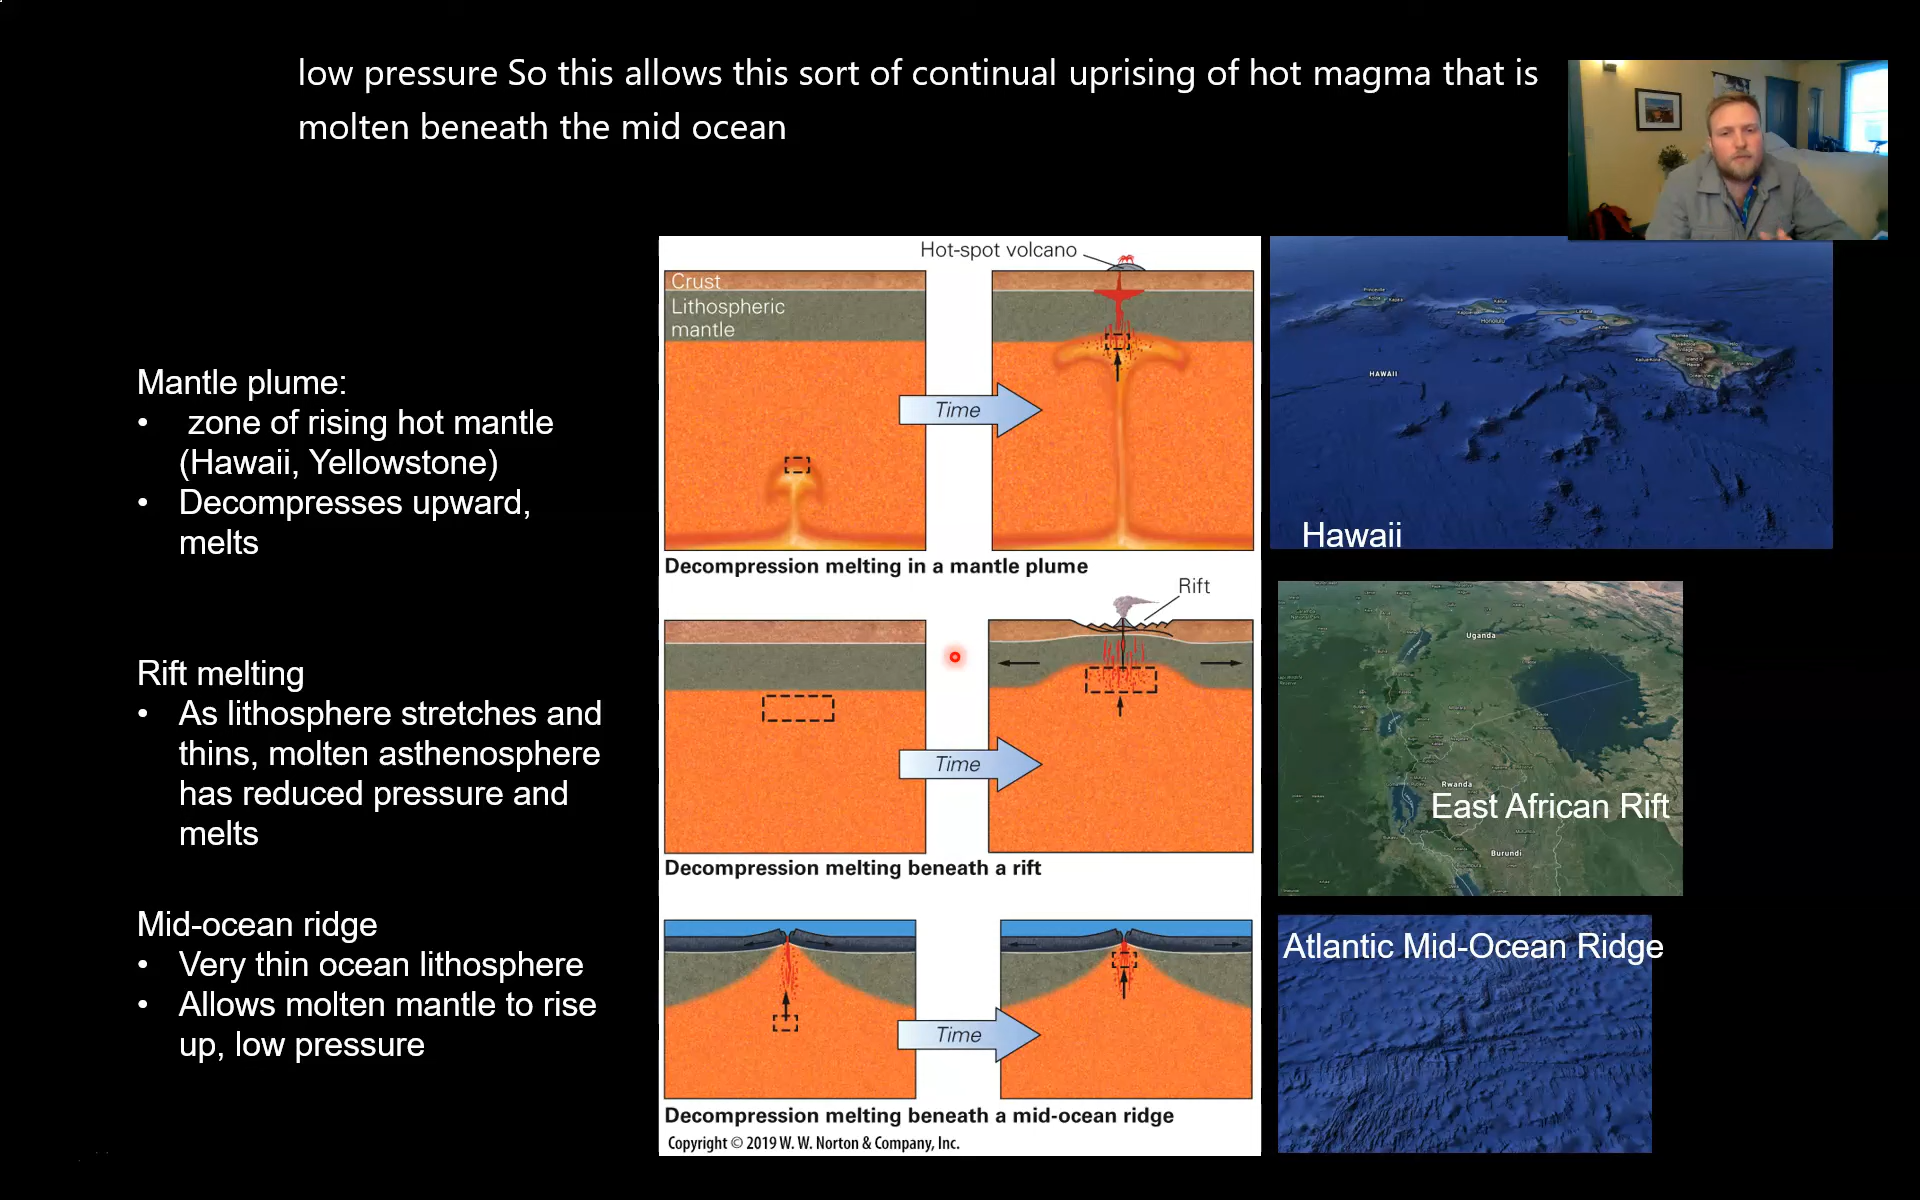 low pressure So this allows this sort of continual uprising of hot magma that is
molten beneath the mid ocean
Mantle plume:
• zone of rising hot mantle
(Hawaii, Yellowstone)
• Decompresses upward,
melts
Rift melting
• As lithosphere stretches and
thins, molten asthenosphere
has reduced pressure and
melts
Mid-ocean ridge
• Very thin ocean lithosphere
• Allows molten mantle to rise
up, low pressure
Hot-spot volcano
Crust
Lithospheric
mantle
Time
Decompression melting in a mantle plume
Rift
Time
Decompression melting beneath a rift
Time
Decompression melting beneath a mid-ocean ridge
Copyright © 2019 W. W. Norton & Company, Inc.
Honolulu
HAWAII
Hawaii
Uganda
Rwanda
East African Rift
Burundi
Atlantic Mid-Ocean Ridge